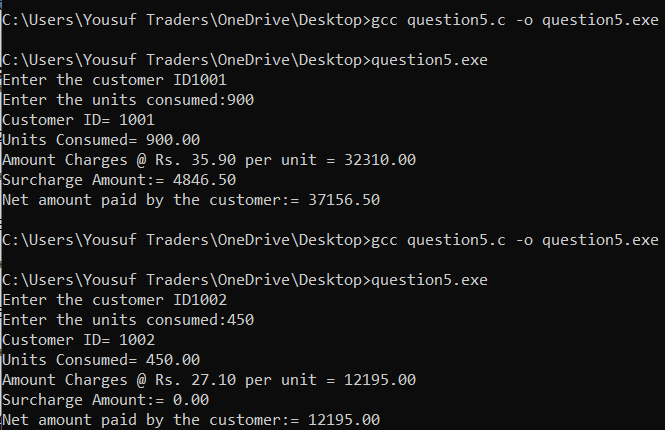 C:\Users\Yousuf Traders\OneDrive\Desktop>gcc question5.c -o question5.exe
C:\Users\Yousuf Traders\OneDrive\Desktop>question5.exe
Enter the customer ID1001
Enter the units consumed:900
Customer ID= 1001
Units Consumed= 900.00
Amount Charges @ Rs. 35.90 per unit = 32310.00
Surcharge Amount:= 4846.50
Net amount paid by the customer:= 37156.50
C:\Users\Yousuf Traders\OneDrive\Desktop>gcc question5.c -o question5.exe
C:\Users\Yousuf Traders\OneDrive\Desktop>question5.exe
Enter the customer ID1002
Enter the units consumed:450
Customer ID= 1002
Units Consumed= 450.00
Amount Charges @ Rs. 27.10 per unit = 12195.00
Surcharge Amount:= 0.00
Net amount paid by the customer:= 12195.00